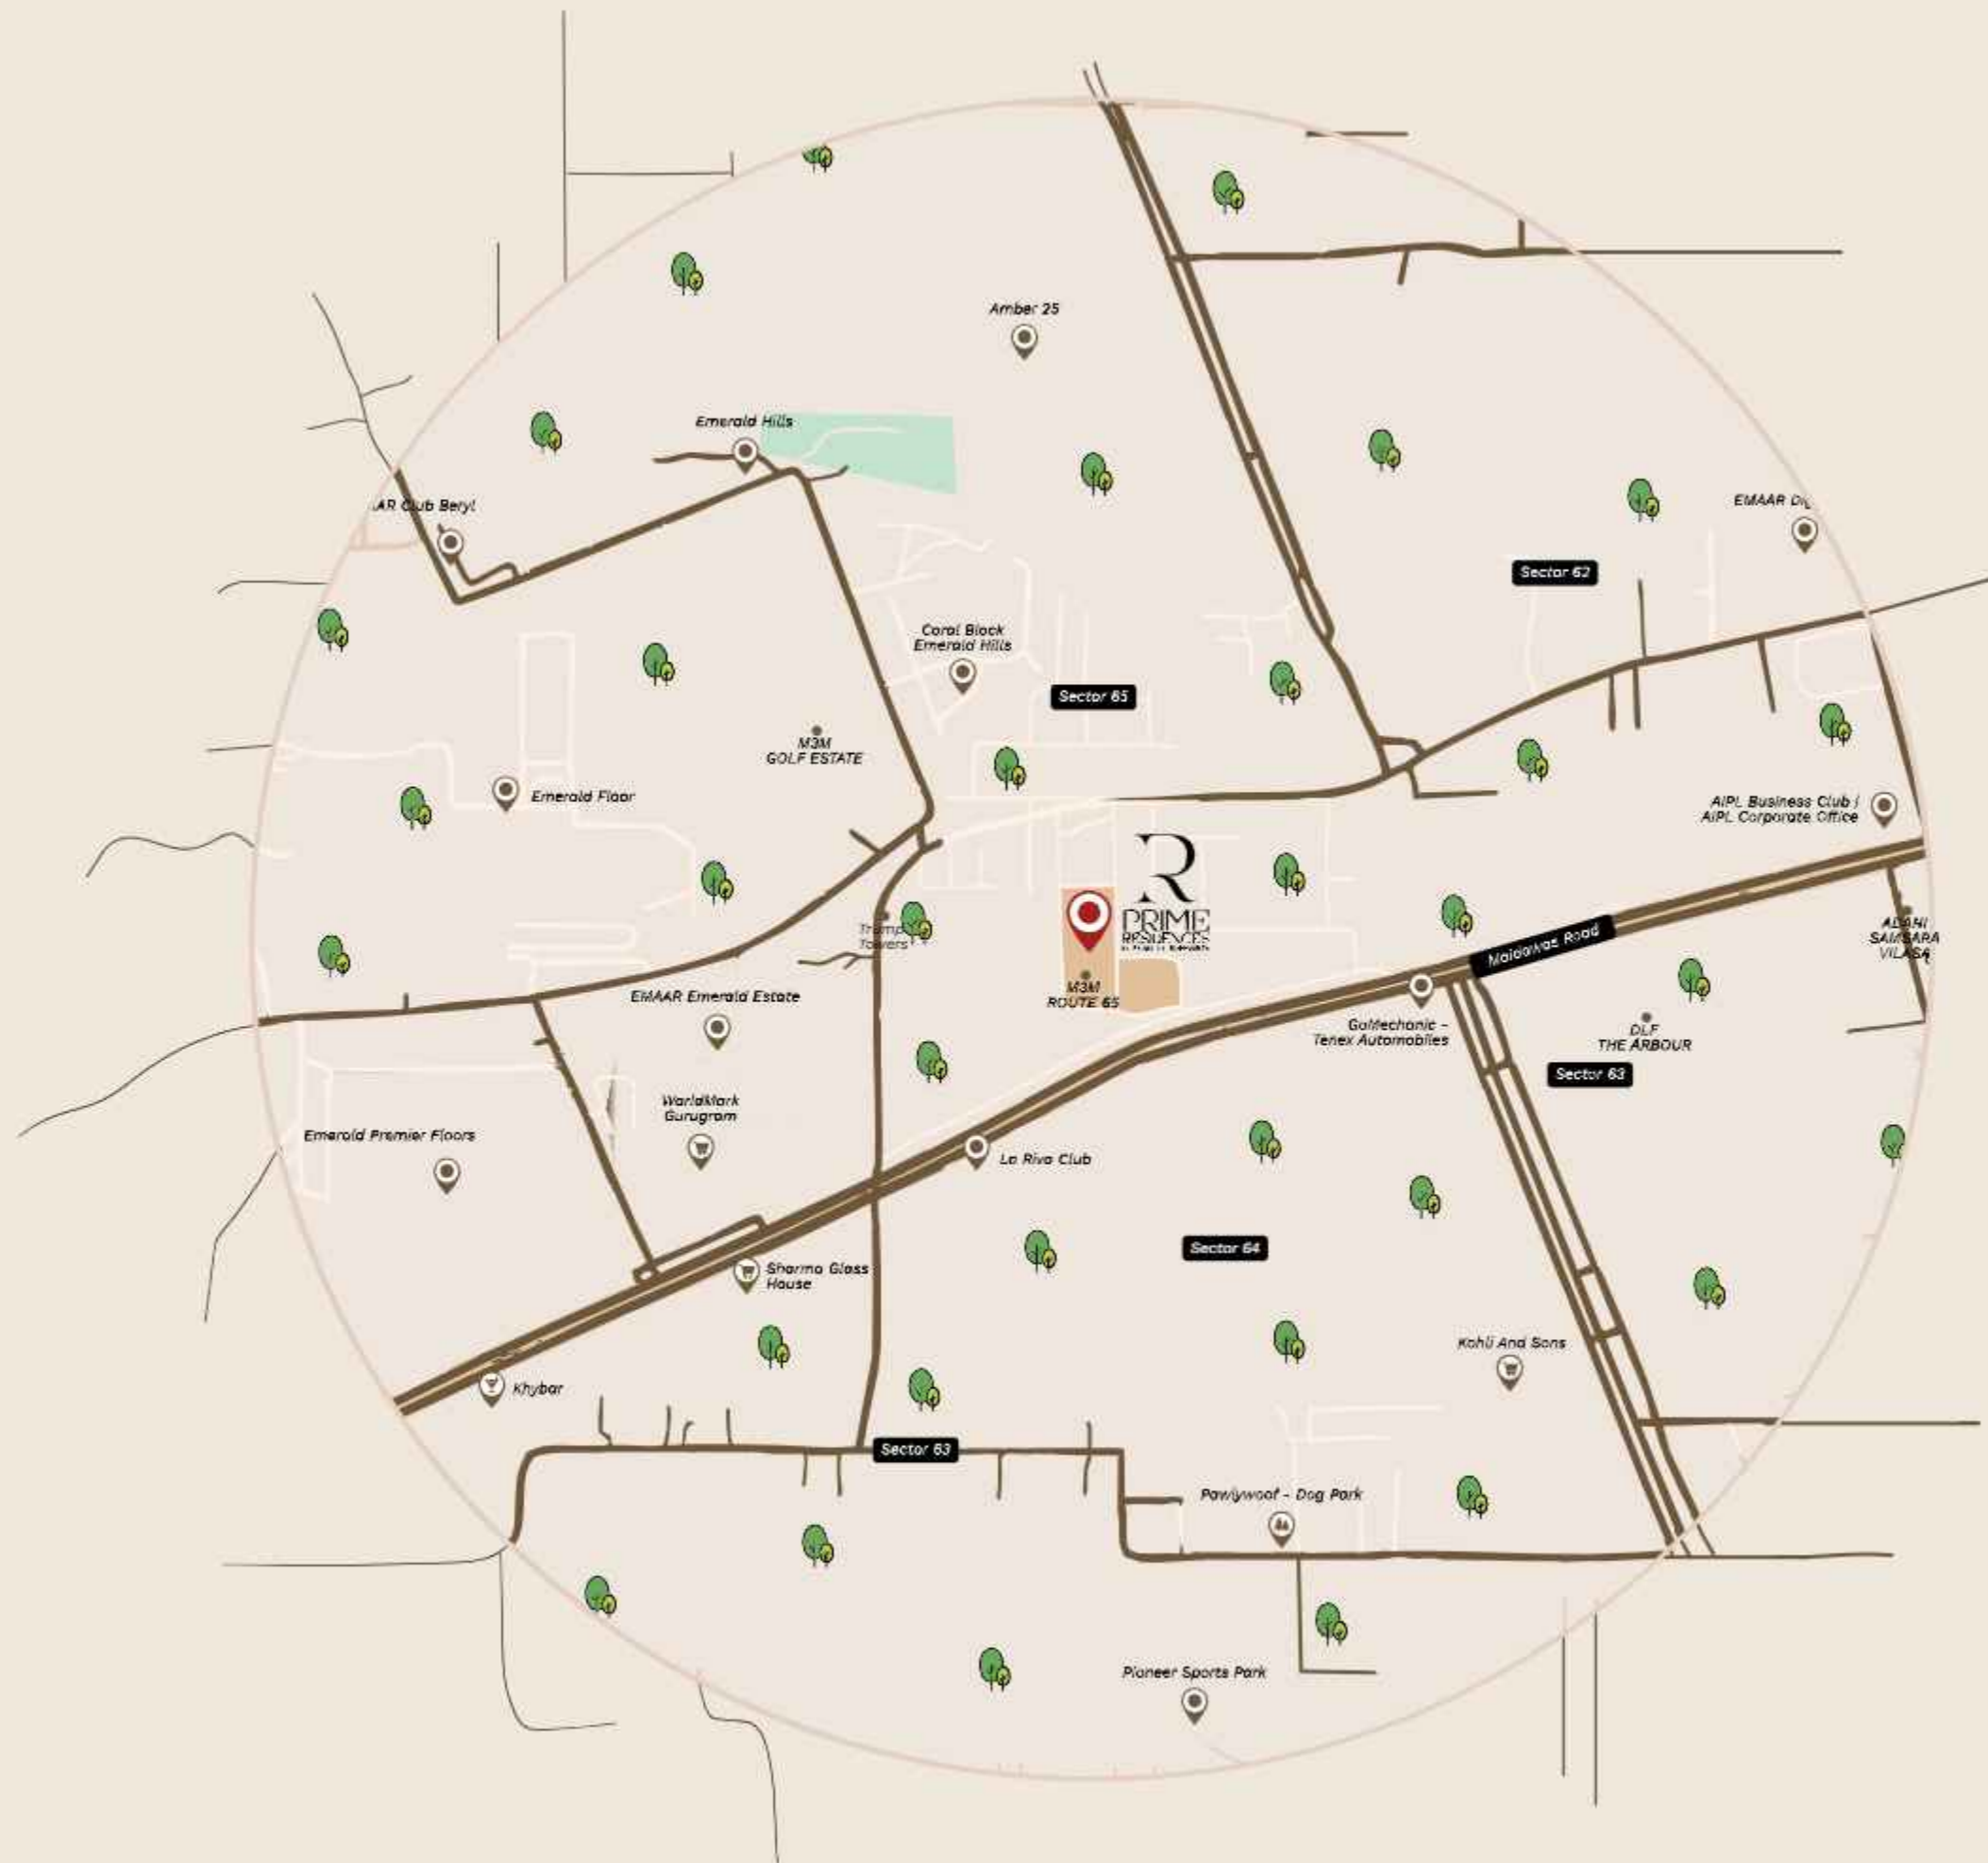 Amber 25
Emerald Hills
AR Club Beryl
EMAAR Di
Sector 62
Coral Block
Emerald Hills
Sector 65
M3M
GOLF ESTATE
Emerald Floor
AIPL Business Club |
AIPL Corporate Office
R
PRIME
RESIDENCES
Trump
Towers
Maidawas Road
ADANI
SAMSARA
VILASA
M3M
ROUTE 65
EMAAR Emerald Estate
GoMechanic -
Tenex Automobiles
DLF
THE ARBOUR
Sector 63
WorldMark
Gurugram
Emerald Premier Floors
La Riva Club
Sector 64
Sharma Glass
House
Kohli And Sons
Khybar
Sector 63
Pawlywoof - Dog Park
Pioneer Sports Park